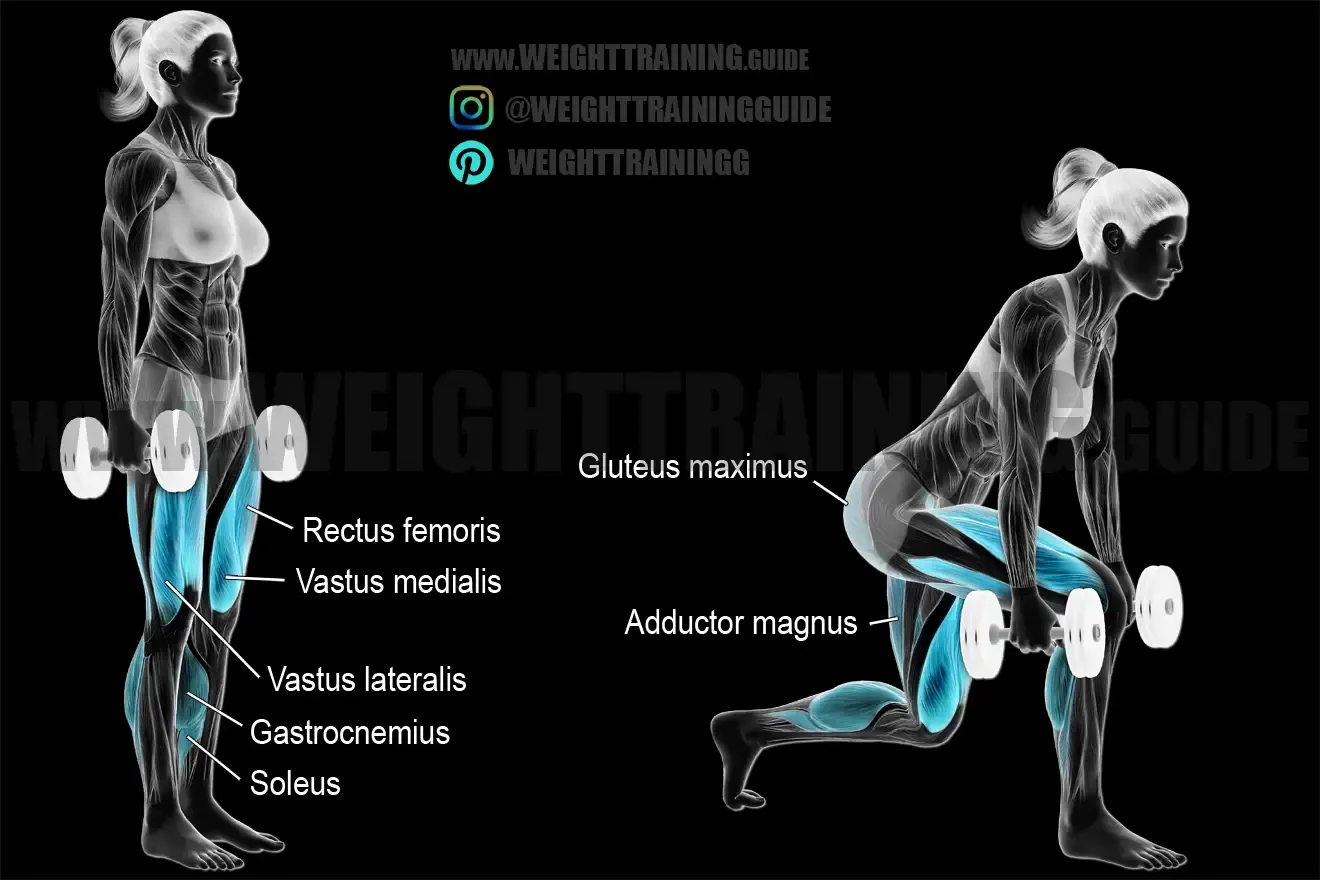 www.WEIGHTTRAINING.GUIDE
@WEIGHTTRAININGGUIDE
WEIGHTTRAININGG
WWW.WEIGHTTRAINING.GUIDE
Gluteus maximus
Rectus femoris
Vastus medialis
Adductor magnus
Vastus lateralis
Gastrocnemius
Soleus